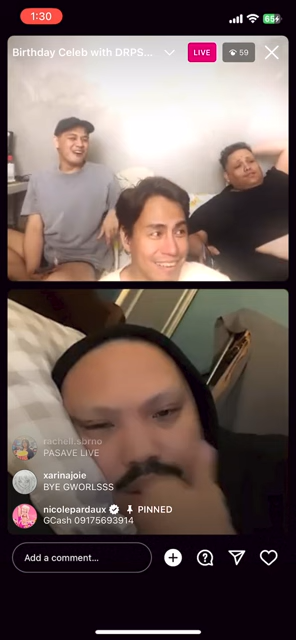 1:30
65
Birthday Celeb with DRPS...
LIVE
59
rachell.sorno
PASAVE LIVE
xarinajoie
BYE GWORLSSS
nicolepardaux PINNED
GCash 09175693914
Add a comment...